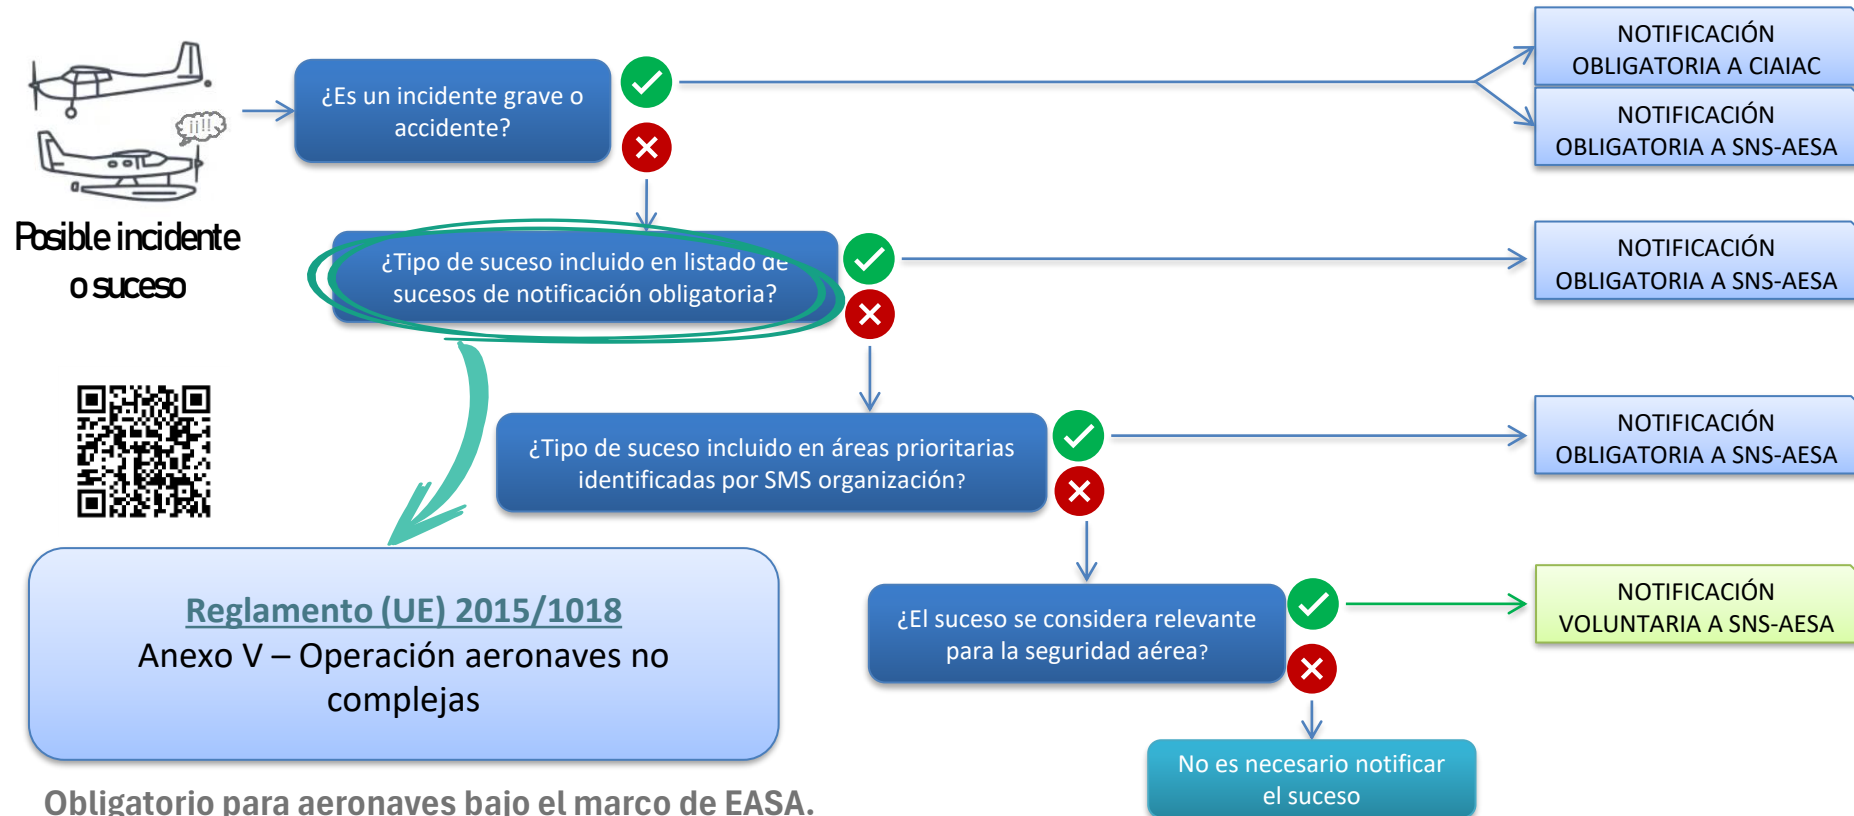 ¡¡!!
Posible incidente
o suceso
¿Es un incidente grave o
accidente?
NOTIFICACIÓN
OBLIGATORIA A CIAIAC
NOTIFICACIÓN
OBLIGATORIA A SNS-AESA
¿Tipo de suceso incluido en listado de
sucesos de notificación obligatoria?
NOTIFICACIÓN
OBLIGATORIA A SNS-AESA
¿Tipo de suceso incluido en áreas prioritarias
identificadas por SMS organización?
NOTIFICACIÓN
OBLIGATORIA A SNS-AESA
¿El suceso se considera relevante
para la seguridad aérea?
NOTIFICACIÓN
VOLUNTARIA A SNS-AESA
No es necesario notificar
el suceso
Reglamento (UE) 2015/1018
Anexo V – Operación aeronaves no
complejas
Obligatorio para aeronaves bajo el marco de EASA.